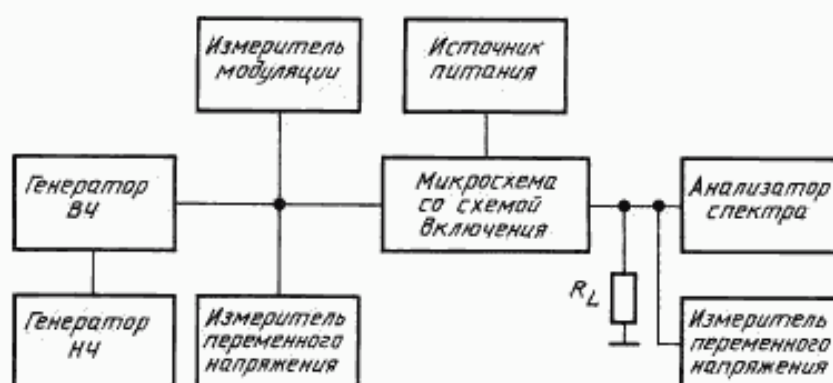 Измеритель
модуляции
Источник
питания
Генератор
ВЧ
Микросхема
со схемой
включения
Анализатор
спектра
Генератор
НЧ
Измеритель
переменного
напряжения
R_L
Измеритель
переменного
напряжения